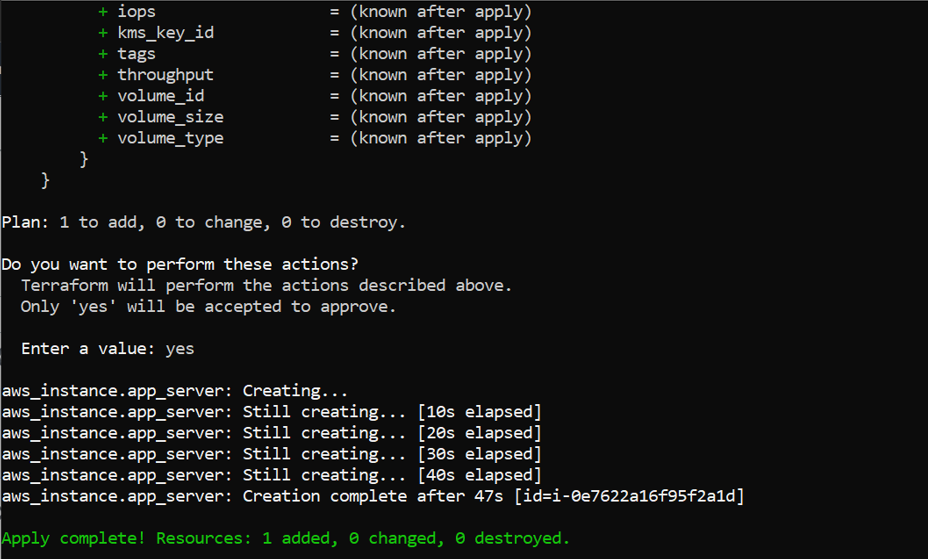 + iops                  = (known after apply)
+ kms_key_id            = (known after apply)
+ tags                  = (known after apply)
+ throughput            = (known after apply)
+ volume_id             = (known after apply)
+ volume_size           = (known after apply)
+ volume_type           = (known after apply)
}
}
Plan: 1 to add, 0 to change, 0 to destroy.
Do you want to perform these actions?
Terraform will perform the actions described above.
Only 'yes' will be accepted to approve.
Enter a value: yes
aws_instance.app_server: Creating...
aws_instance.app_server: Still creating... [10s elapsed]
aws_instance.app_server: Still creating... [20s elapsed]
aws_instance.app_server: Still creating... [30s elapsed]
aws_instance.app_server: Still creating... [40s elapsed]
aws_instance.app_server: Creation complete after 47s [id=i-0e7622a16f95f2a1d]
Apply complete! Resources: 1 added, 0 changed, 0 destroyed.